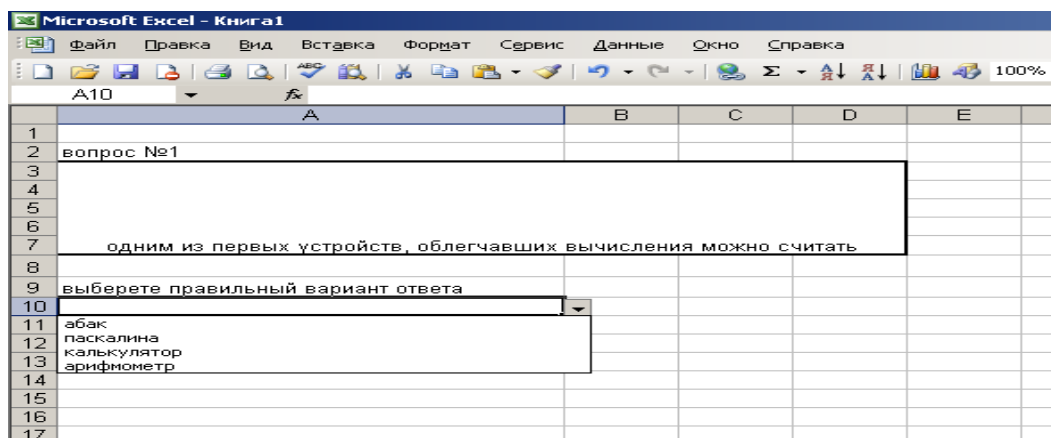 Microsoft Excel - Книга1
Файл Правка Вид Вставка Формат Сервис Данные Окно Справка
100%
A10 fx
A B C D E
1
2 вопрос №1
3
4
5
6
7 одним из первых устройств, облегчавших вычисления можно считать
8
9 выберете правильный вариант ответа
10
11 абак
12 паскалина
13 калькулятор
арифмометр
14
15
16
17